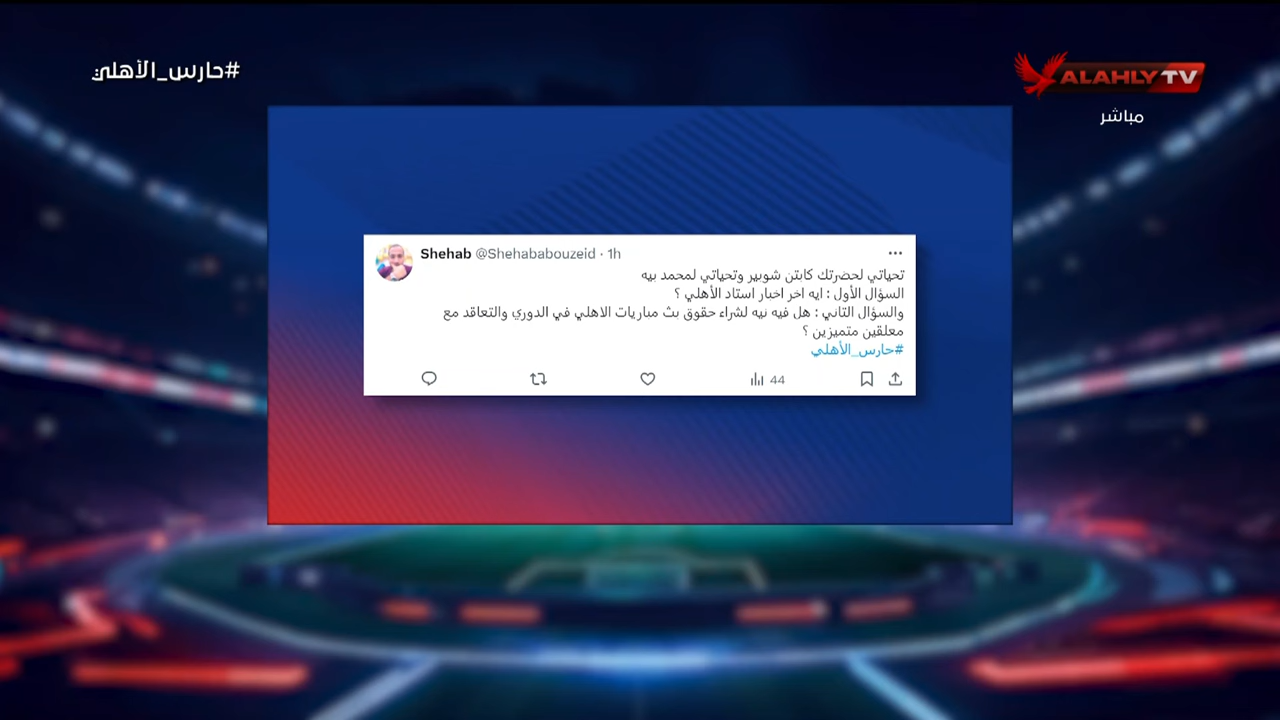 #حارس_الأهلي
ALAHLY TV
مباشر
Shehab @Shehababouzeid · 1h
تحياتي لحضرتك كابتن شوبير وتحياتي لمحمد بيه
السؤال الأول : ايه اخر اخبار استاد الأهلي ؟
والسؤال التاني : هل فيه نيه لشراء حقوق بث مباريات الاهلي في الدوري والتعاقد مع
معلقين متميزين ؟
#حارس_الأهلي
44